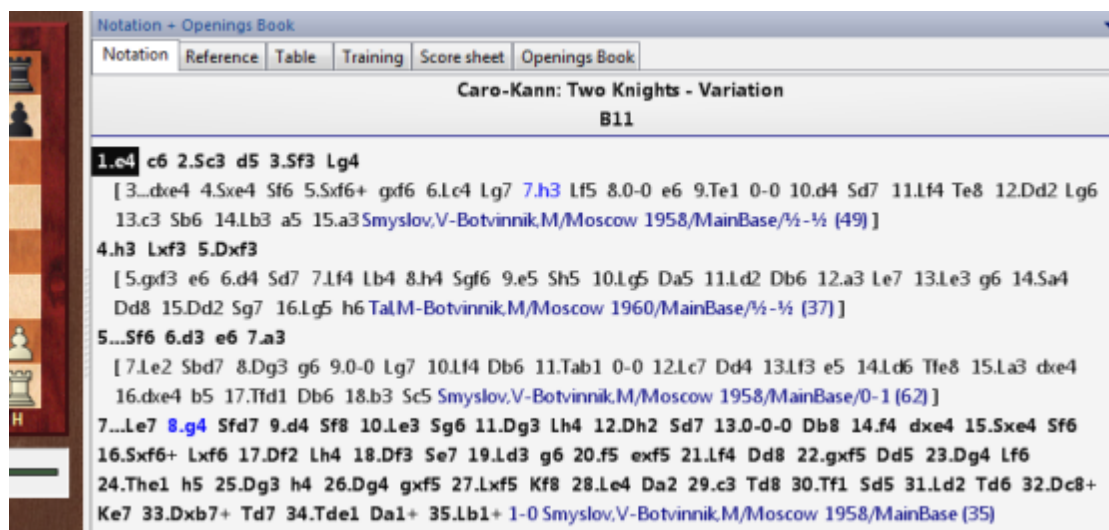 Notation + Openings Book
Notation Reference Table Training Score sheet Openings Book
Caro-Kann: Two Knights - Variation
B11
1.e4 c6 2.Sc3 d5 3.Sf3 Lg4
[ 3...dxe4 4.Sxe4 Sf6 5.Sxf6+ gxf6 6.Lc4 Lg7 7.h3 Lf5 8.0-0 e6 9.Te1 0-0 10.d4 Sd7 11.Lf4 Te8 12.Dd2 Lg6
13.c3 Sb6 14.Lb3 a5 15.a3 Smyslov,V-Botvinnik,M/Moscow 1958/MainBase/½-½ (49) ]
4.h3 Lxf3 5.Dxf3
[ 5.gxf3 e6 6.d4 Sd7 7.Lf4 Lb4 8.h4 Sgf6 9.e5 Sh5 10.Lg5 Da5 11.Ld2 Db6 12.a3 Le7 13.Le3 g6 14.Sa4
Dd8 15.Dd2 Sg7 16.Lg5 h6 Tal,M-Botvinnik,M/Moscow 1960/MainBase/½-½ (37) ]
5...Sf6 6.d3 e6 7.a3
[ 7.Le2 Sbd7 8.Dg3 g6 9.0-0 Lg7 10.Lf4 Db6 11.Tab1 0-0 12.Lc7 Dd4 13.Lf3 e5 14.Ld6 Tfe8 15.La3 dxe4
16.dxe4 b5 17.Tfd1 Db6 18.b3 Sc5 Smyslov,V-Botvinnik,M/Moscow 1958/MainBase/0-1 (62) ]
7...Le7 8.g4 Sfd7 9.d4 Sf8 10.Le3 Sg6 11.Dg3 Lh4 12.Dh2 Sd7 13.0-0-0 Db8 14.f4 dxe4 15.Sxe4 Sf6
16.Sxf6+ Lxf6 17.Df2 Lh4 18.Df3 Se7 19.Ld3 g6 20.f5 exf5 21.Lf4 Dd8 22.gxf5 Dd5 23.Dg4 Lf6
24.The1 h5 25.Dg3 h4 26.Dg4 gxf5 27.Lxf5 Kf8 28.Le4 Da2 29.c3 Td8 30.Tf1 Sd5 31.Ld2 Td6 32.Dc8+
Ke7 33.Dxb7+ Td7 34.Tde1 Da1+ 35.Lb1+ 1-0 Smyslov,V-Botvinnik,M/Moscow 1958/MainBase (35)
H